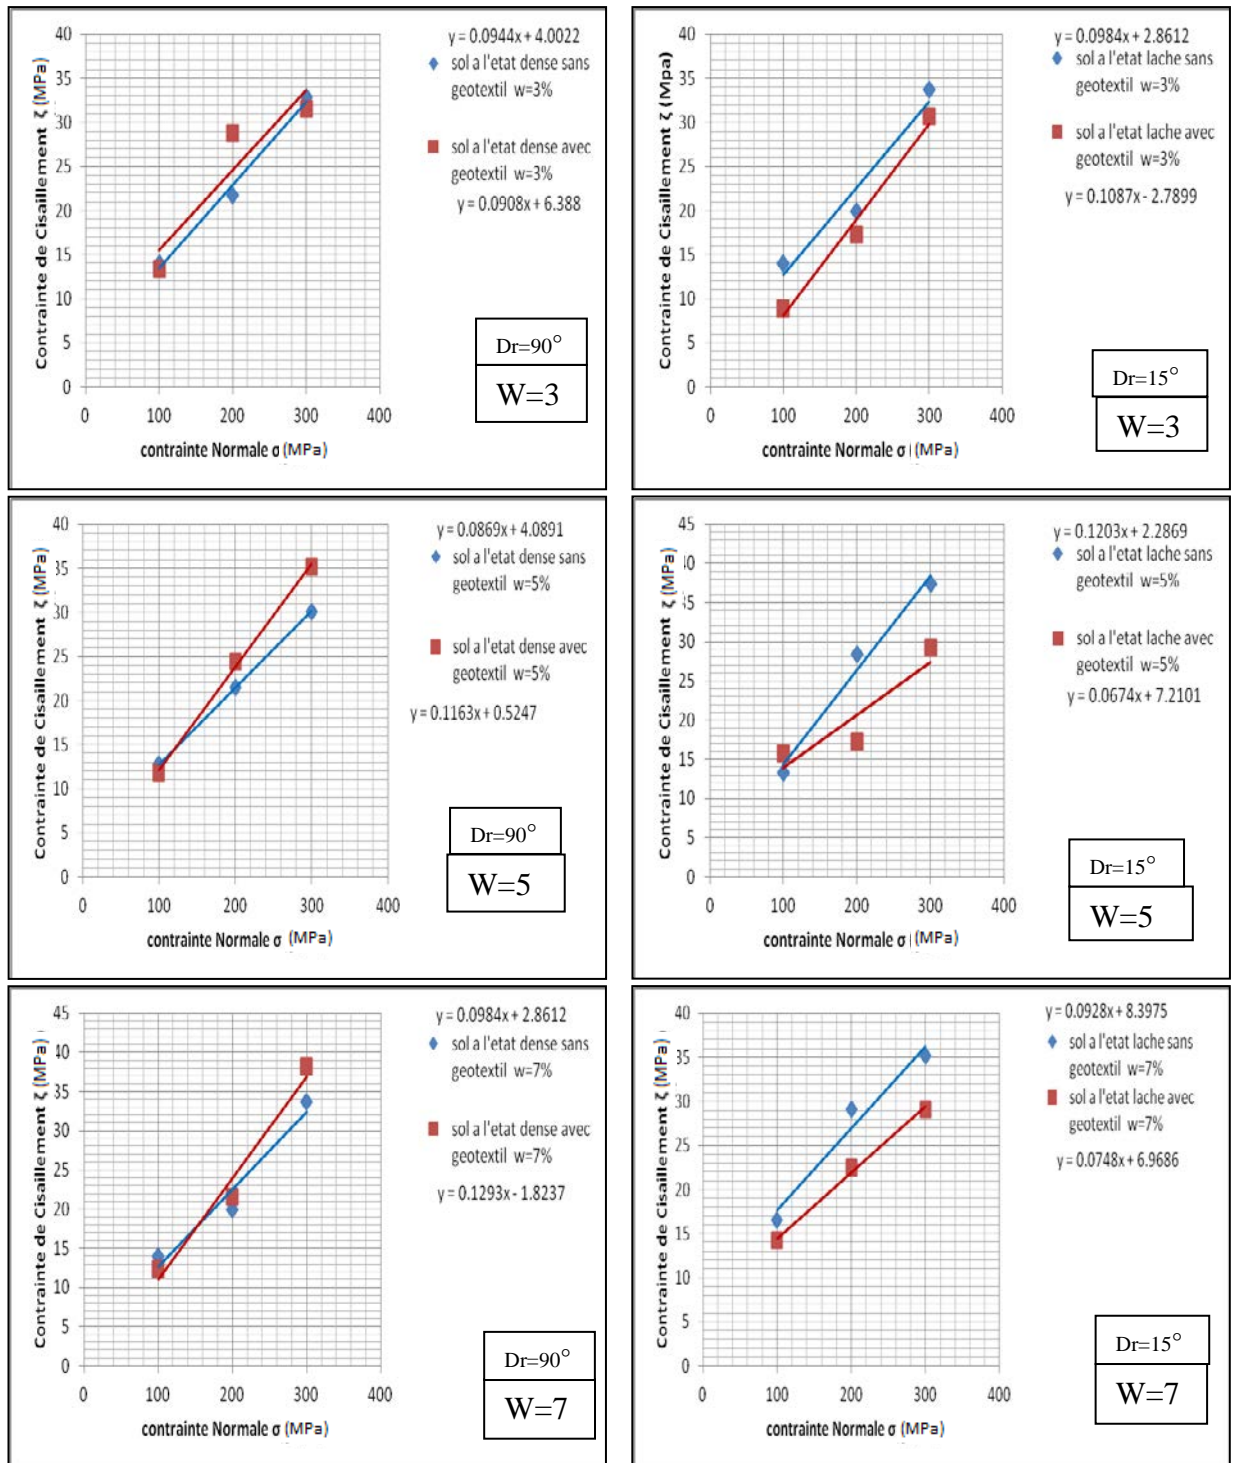 y = 0.0944x + 4.0022
sol a l'etat dense sans
geotextil w=3%
sol a l'etat dense avec
geotextil w=3%
y = 0.0908x + 6.388
Contrainte de Cisaillement ζ (MPa)
40
35
30
25
20
15
10
5
0
0 100 200 300 400
contrainte Normale σ (MPa)
Dr=90°
W=3
y = 0.0984x + 2.8612
sol a l'etat lache sans
geotextil w=3%
sol a l'etat lache avec
geotextil w=3%
y = 0.1087x - 2.7899
Contrainte de Cisaillement ζ (Mpa)
40
35
30
25
20
15
10
5
0
0 100 200 300 400
contrainte Normale σ (MPa)
Dr=15°
W=3
y = 0.0869x + 4.0891
sol a l'etat dense sans
geotextil w=5%
sol a l'etat dense avec
geotextil w=5%
y = 0.1163x + 0.5247
Contrainte de Cisaillement ζ (MPa)
40
35
30
25
20
15
10
5
0
0 100 200 300 400
contrainte Normale σ (MPa)
Dr=90°
W=5
y = 0.1203x + 2.2869
sol a l'etat lache sans
geotextil w=5%
sol a l'etat lache avec
geotextil w=5%
y = 0.0674x + 7.2101
Contrainte de Cisaillement ζ (MPa)
45
30
25
20
15
10
5
0
0 100 200 300 400
contrainte Normale σ (MPa)
Dr=15°
W=5
y = 0.0984x + 2.8612
sol a l'etat dense sans
geotextil w=7%
sol a l'etat dense avec
geotextil w=7%
y = 0.1293x - 1.8237
Contrainte de Cisaillement ζ (MPa)
45
40
35
30
25
20
15
10
5
0
0 100 200 300 400
contrainte Normale σ (MPa)
Dr=90°
W=7
y = 0.0928x + 8.3975
sol a l'etat lache sans
geotextil w=7%
sol a l'etat lache avec
geotextil w=7%
y = 0.0748x + 6.9686
Contrainte de Cisaillement ζ (MPa)
40
35
30
25
20
15
10
5
0
0 100 200 300 400
contrainte Normale σ (MPa)
Dr=15°
W=7